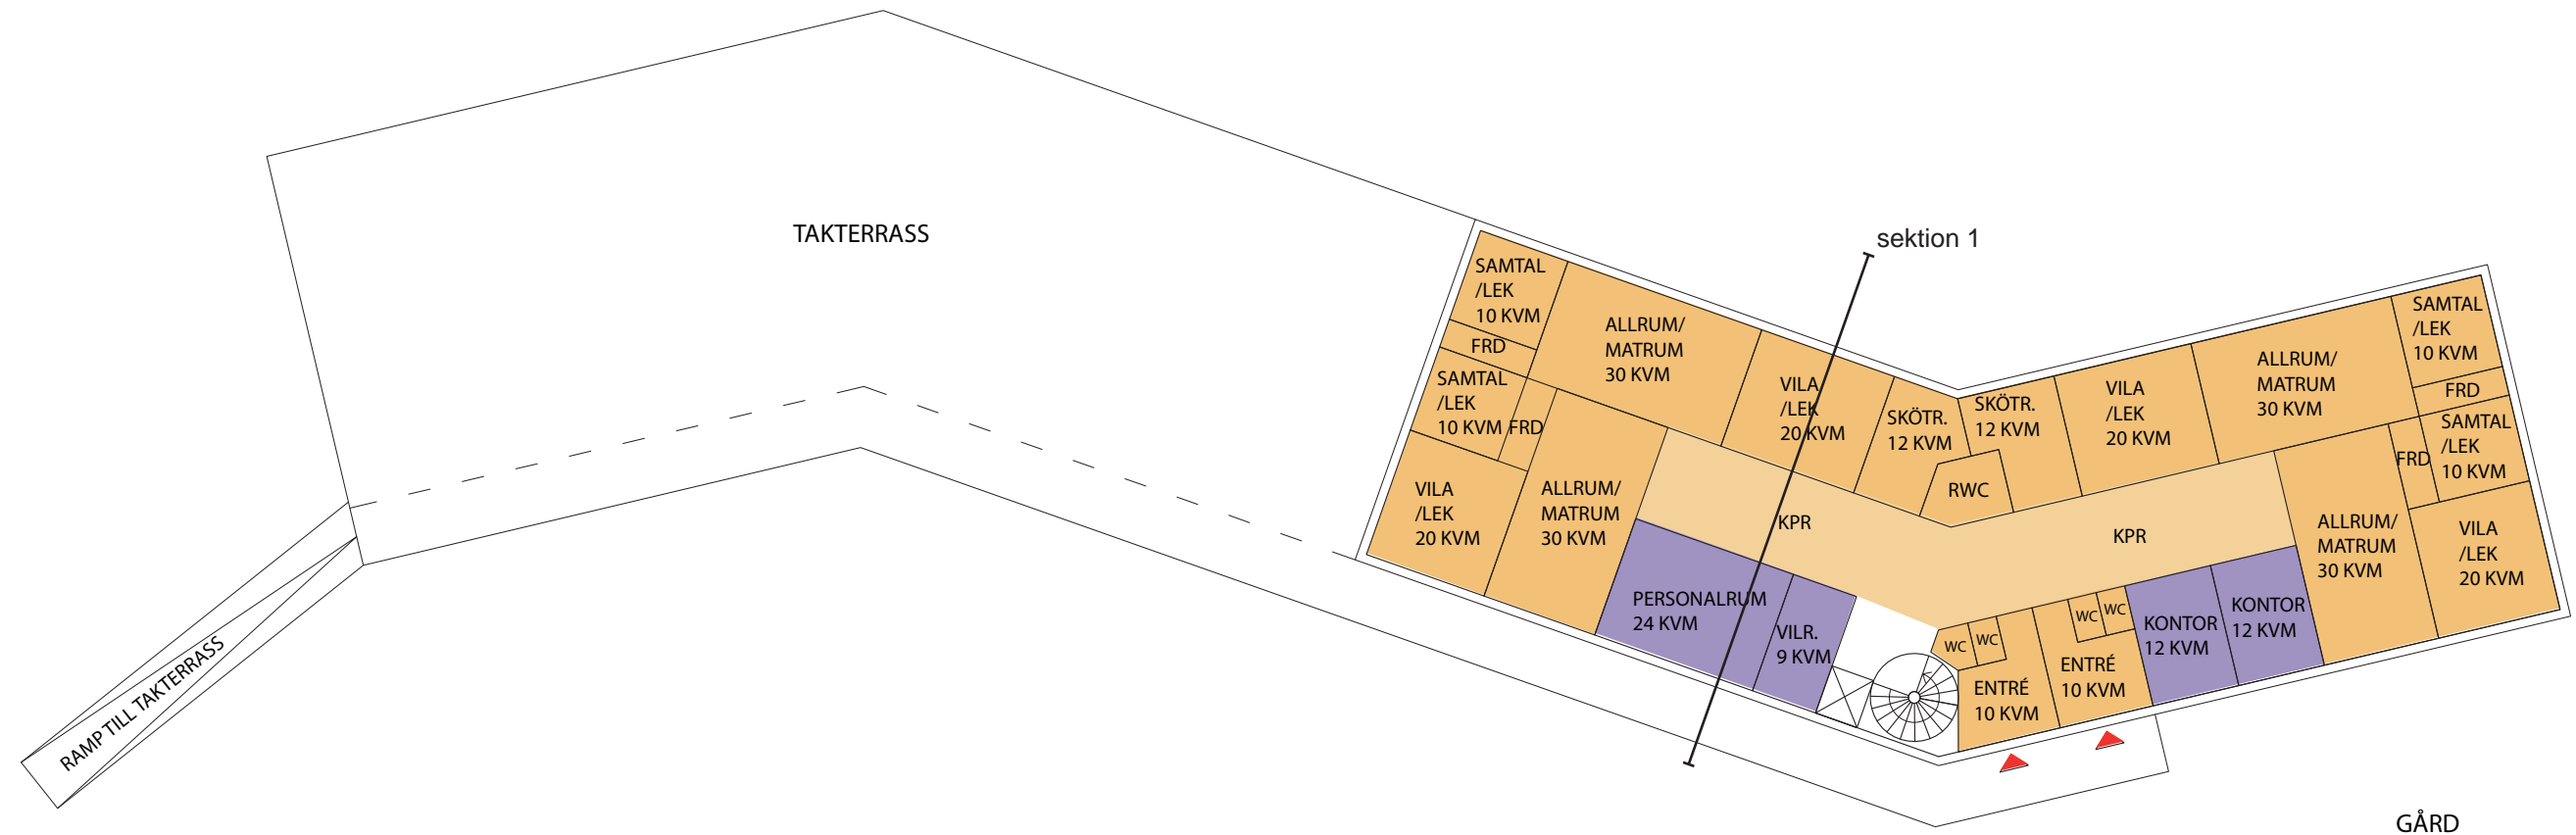 TAKTERRASS
RAMP TILL TAKTERRASS
sektion 1
SAMTAL
/LEK
10 KVM
FRD
SAMTAL
/LEK
10 KVM
FRD
VILA
/LEK
20 KVM
ALLRUM/
MATRUM
30 KVM
ALLRUM/
MATRUM
30 KVM
VILA
/LEK
20 KVM
SKÖTR.
12 KVM
SKÖTR.
12 KVM
RWC
VILA
/LEK
20 KVM
ALLRUM/
MATRUM
30 KVM
SAMTAL
/LEK
10 KVM
FRD
SAMTAL
/LEK
10 KVM
FRD
KPR
KPR
PERSONALRUM
24 KVM
VILR.
9 KVM
WC
WC
ENTRÉ
10 KVM
WC
WC
ENTRÉ
10 KVM
KONTOR
12 KVM
KONTOR
12 KVM
ALLRUM/
MATRUM
30 KVM
VILA
/LEK
20 KVM
GÅRD